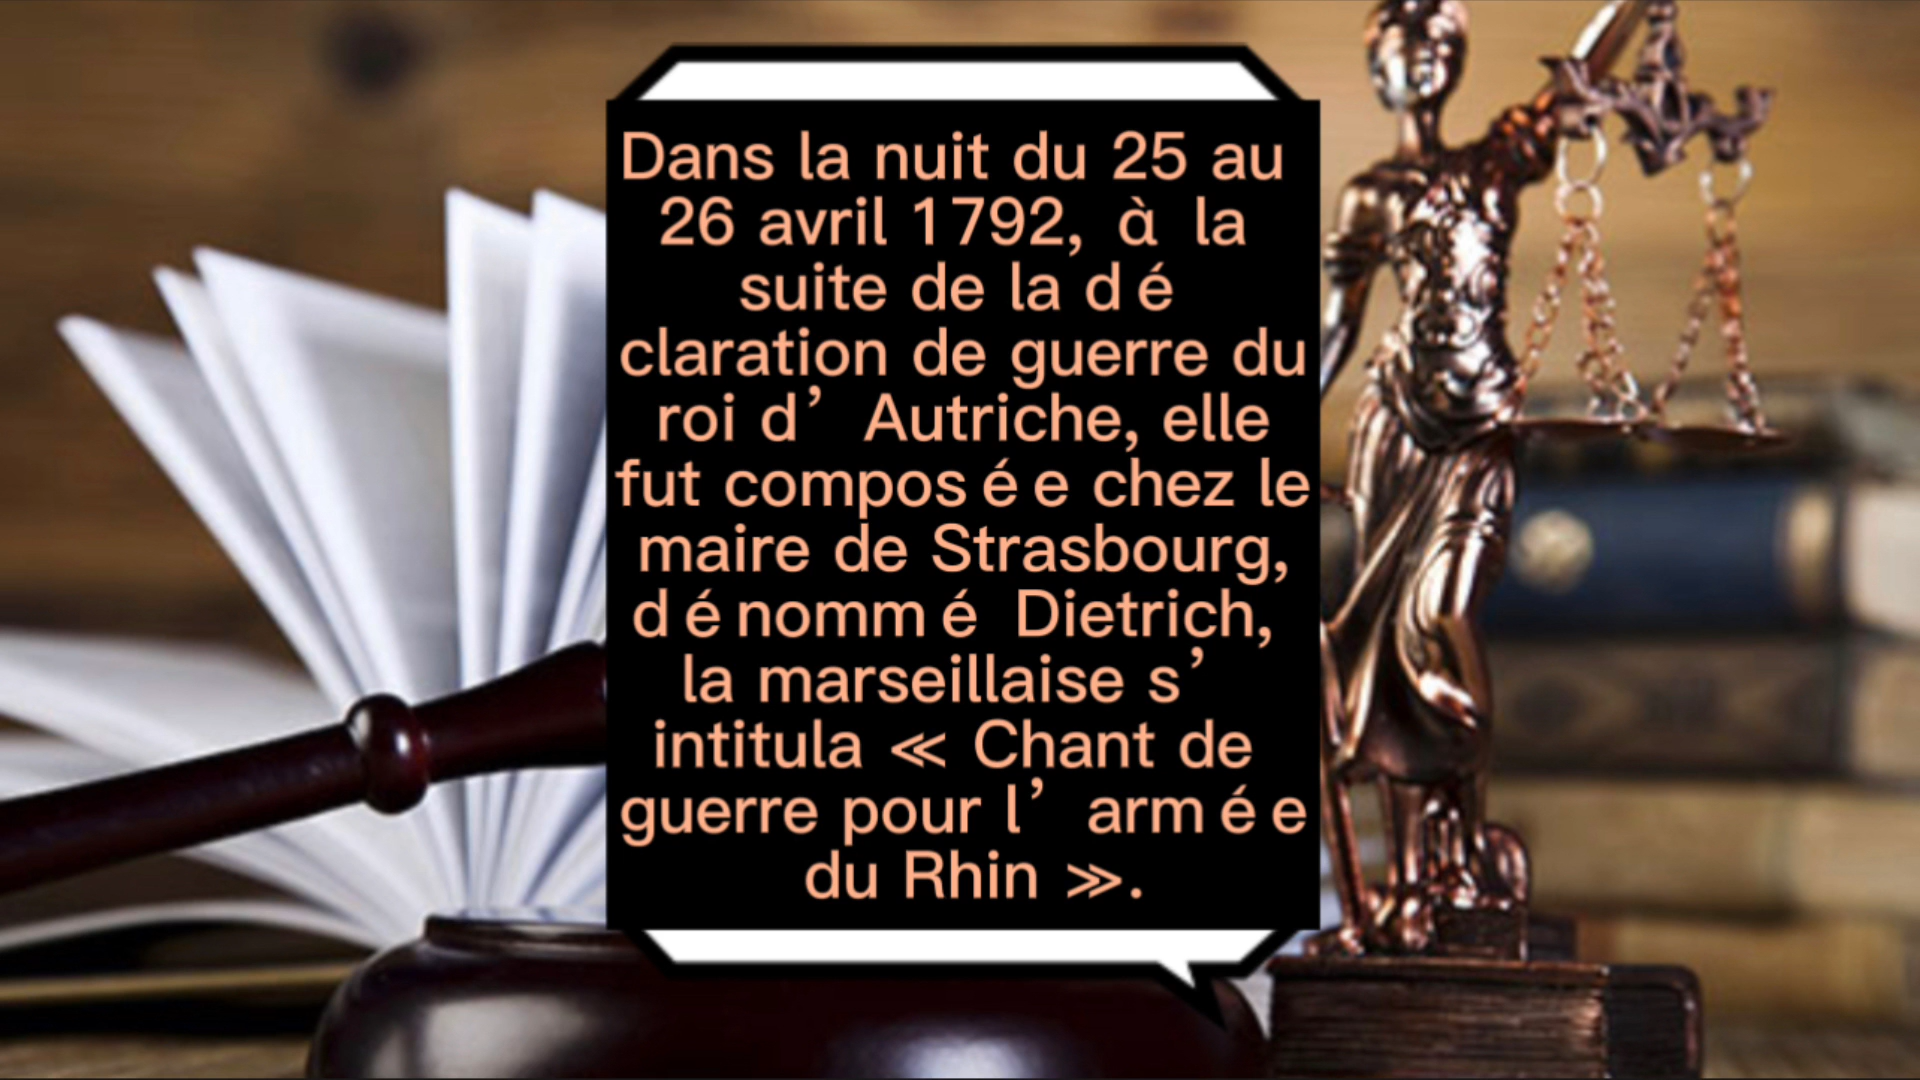 Dans la nuit du 25 au
26 avril 1792, à la
suite de la dé
claration de guerre du
roi d’ Autriche, elle
fut composée chez le
maire de Strasbourg,
dénommé Dietrich,
la marseillaise s’
intitula « Chant de
guerre pour l’ armée
du Rhin ».